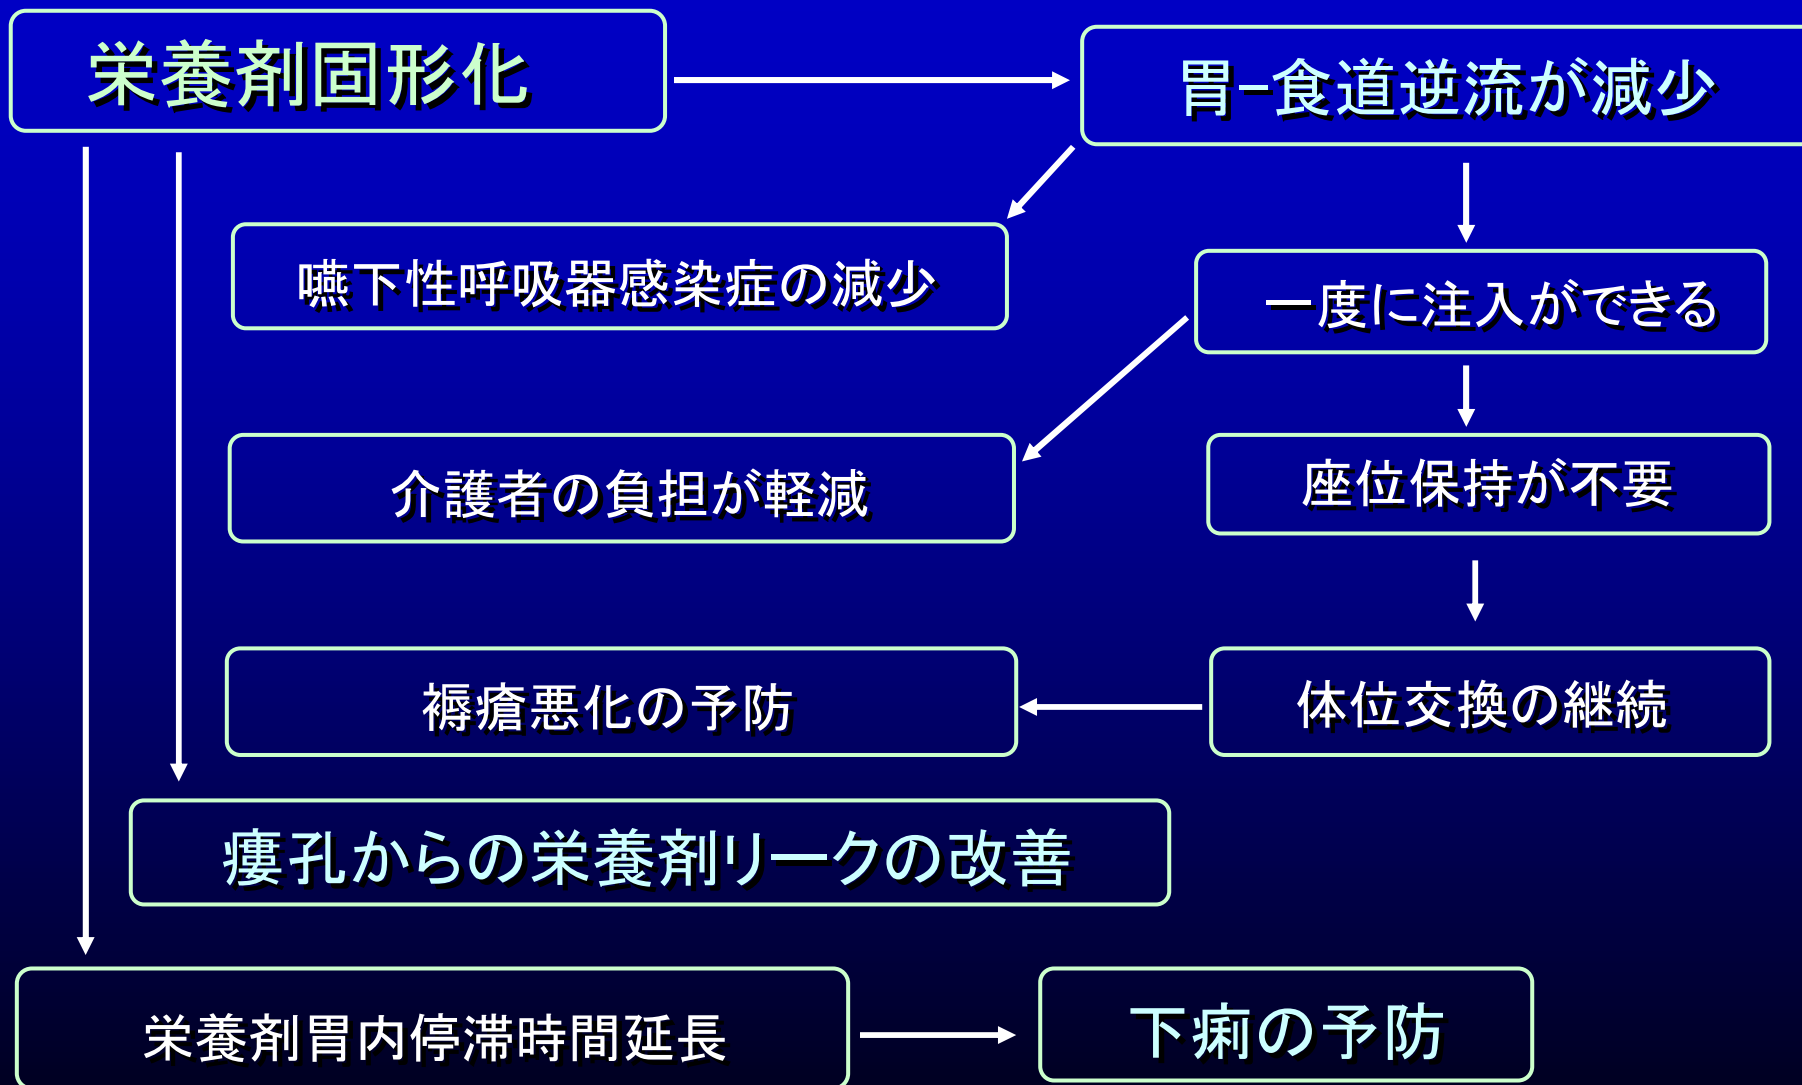 栄養剤固形化
胃−食道逆流が減少
嚥下性呼吸器感染症の減少
一度に注入ができる
介護者の負担が軽減
座位保持が不要
褥瘡悪化の予防
体位交換の継続
瘻孔からの栄養剤リークの改善
栄養剤胃内停滞時間延長
下痢の予防